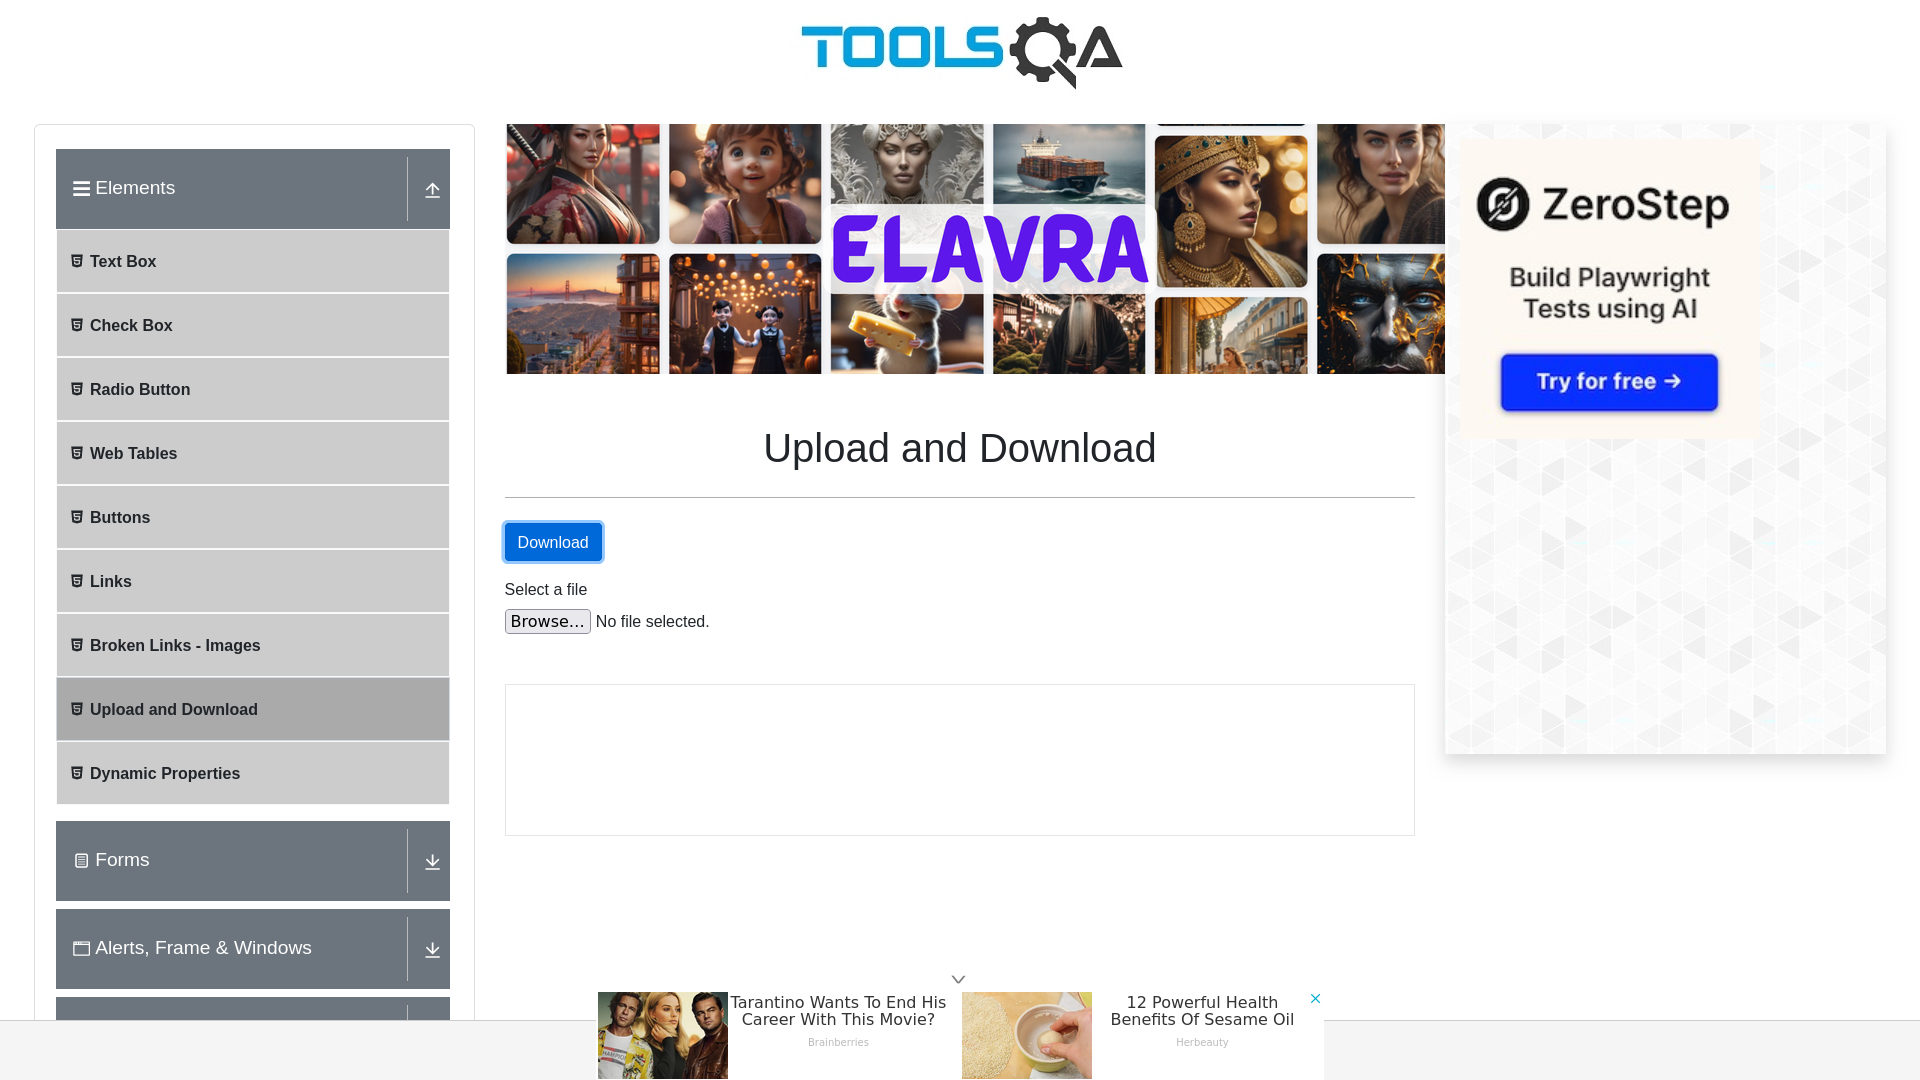 TOOLSQA
Elements
Text Box
Check Box
Radio Button
Web Tables
Buttons
Links
Broken Links - Images
Upload and Download
Dynamic Properties
Forms
Alerts, Frame & Windows
ELAVRA
Upload and Download
Download
Select a file
Browse... No file selected.
ZeroStep
Build Playwright
Tests using AI
Try for free →
Tarantino Wants To End His
Career With This Movie?
Brainberries
12 Powerful Health
Benefits Of Sesame Oil
Herbeauty